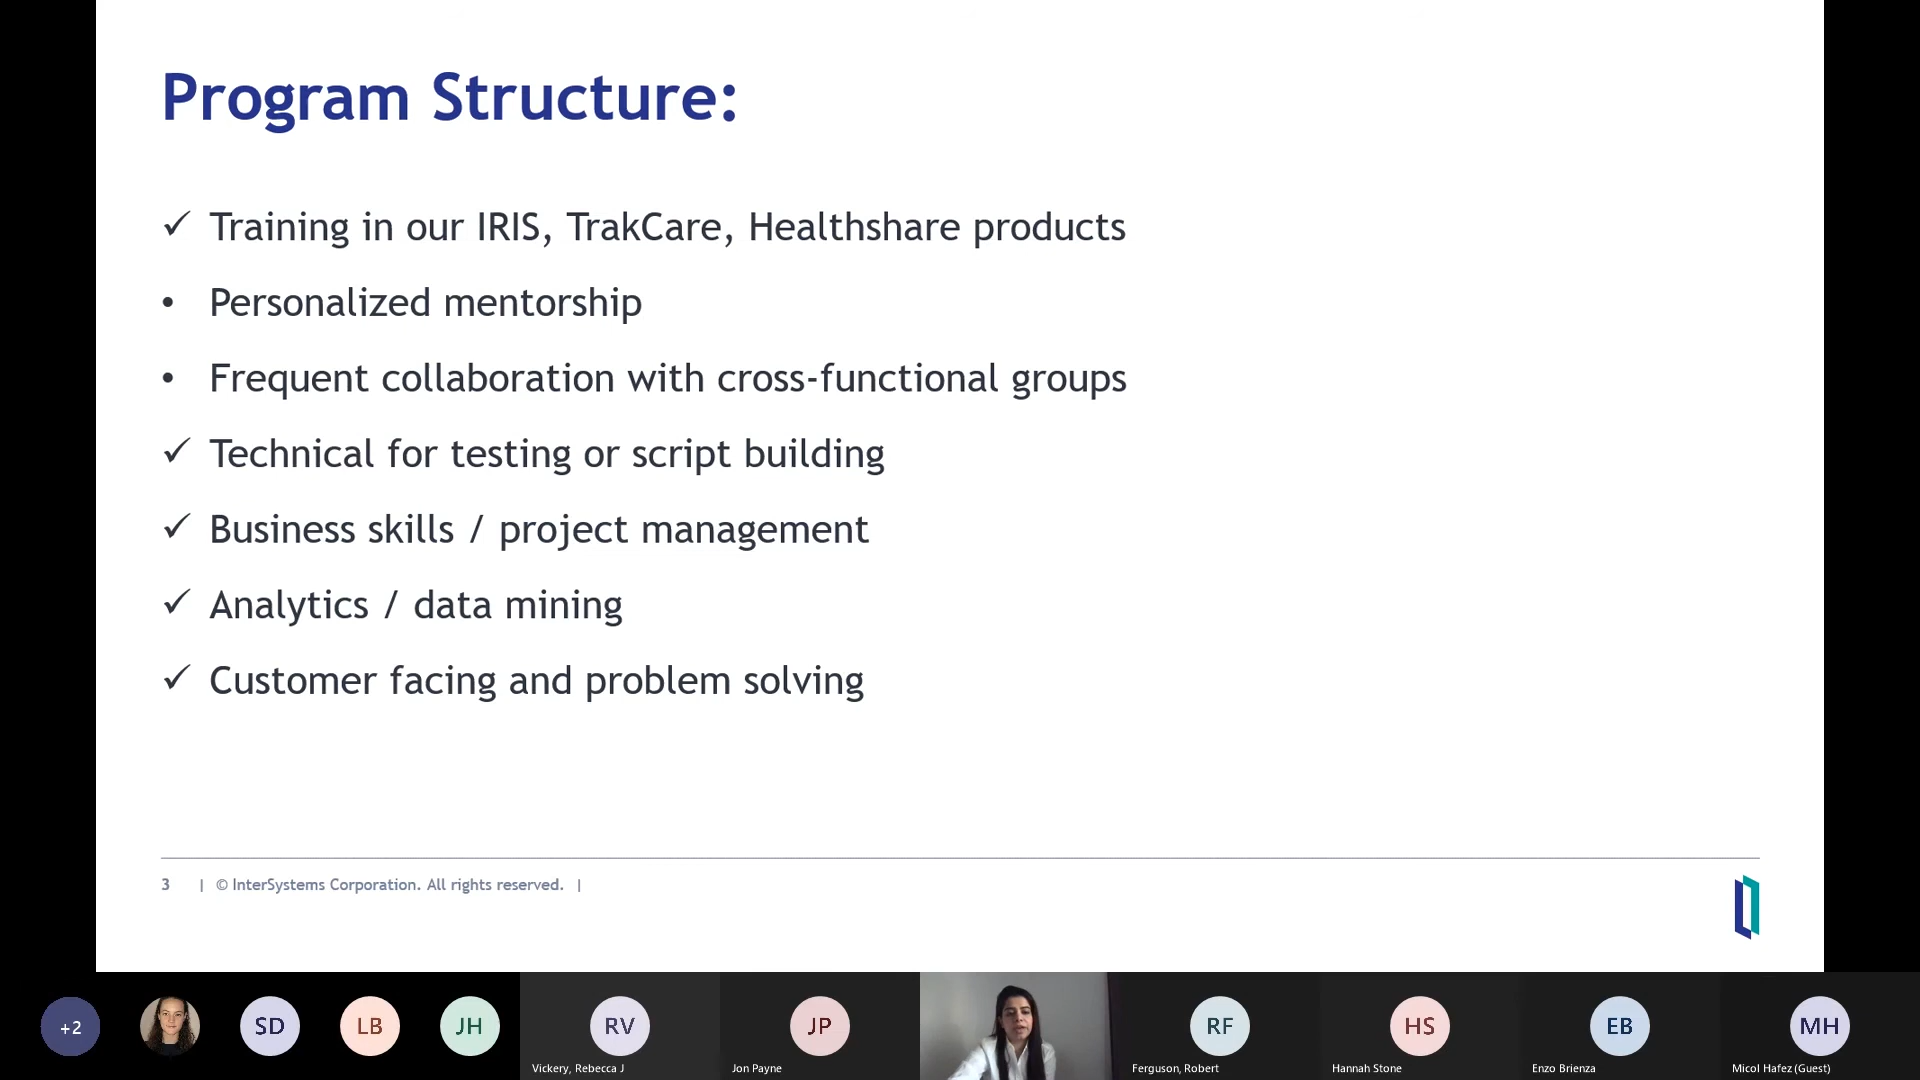 Program Structure:
✓ Training in our IRIS, TrakCare, Healthshare products
• Personalized mentorship
• Frequent collaboration with cross-functional groups
✓ Technical for testing or script building
✓ Business skills / project management
✓ Analytics / data mining
✓ Customer facing and problem solving
3 | © InterSystems Corporation. All rights reserved. |
+2 SD LB JH RV JP RF HS EB MH
Vickery, Rebecca J Jon Payne Ferguson, Robert Hannah Stone Enzo Brienza Micol Hafez (Guest)